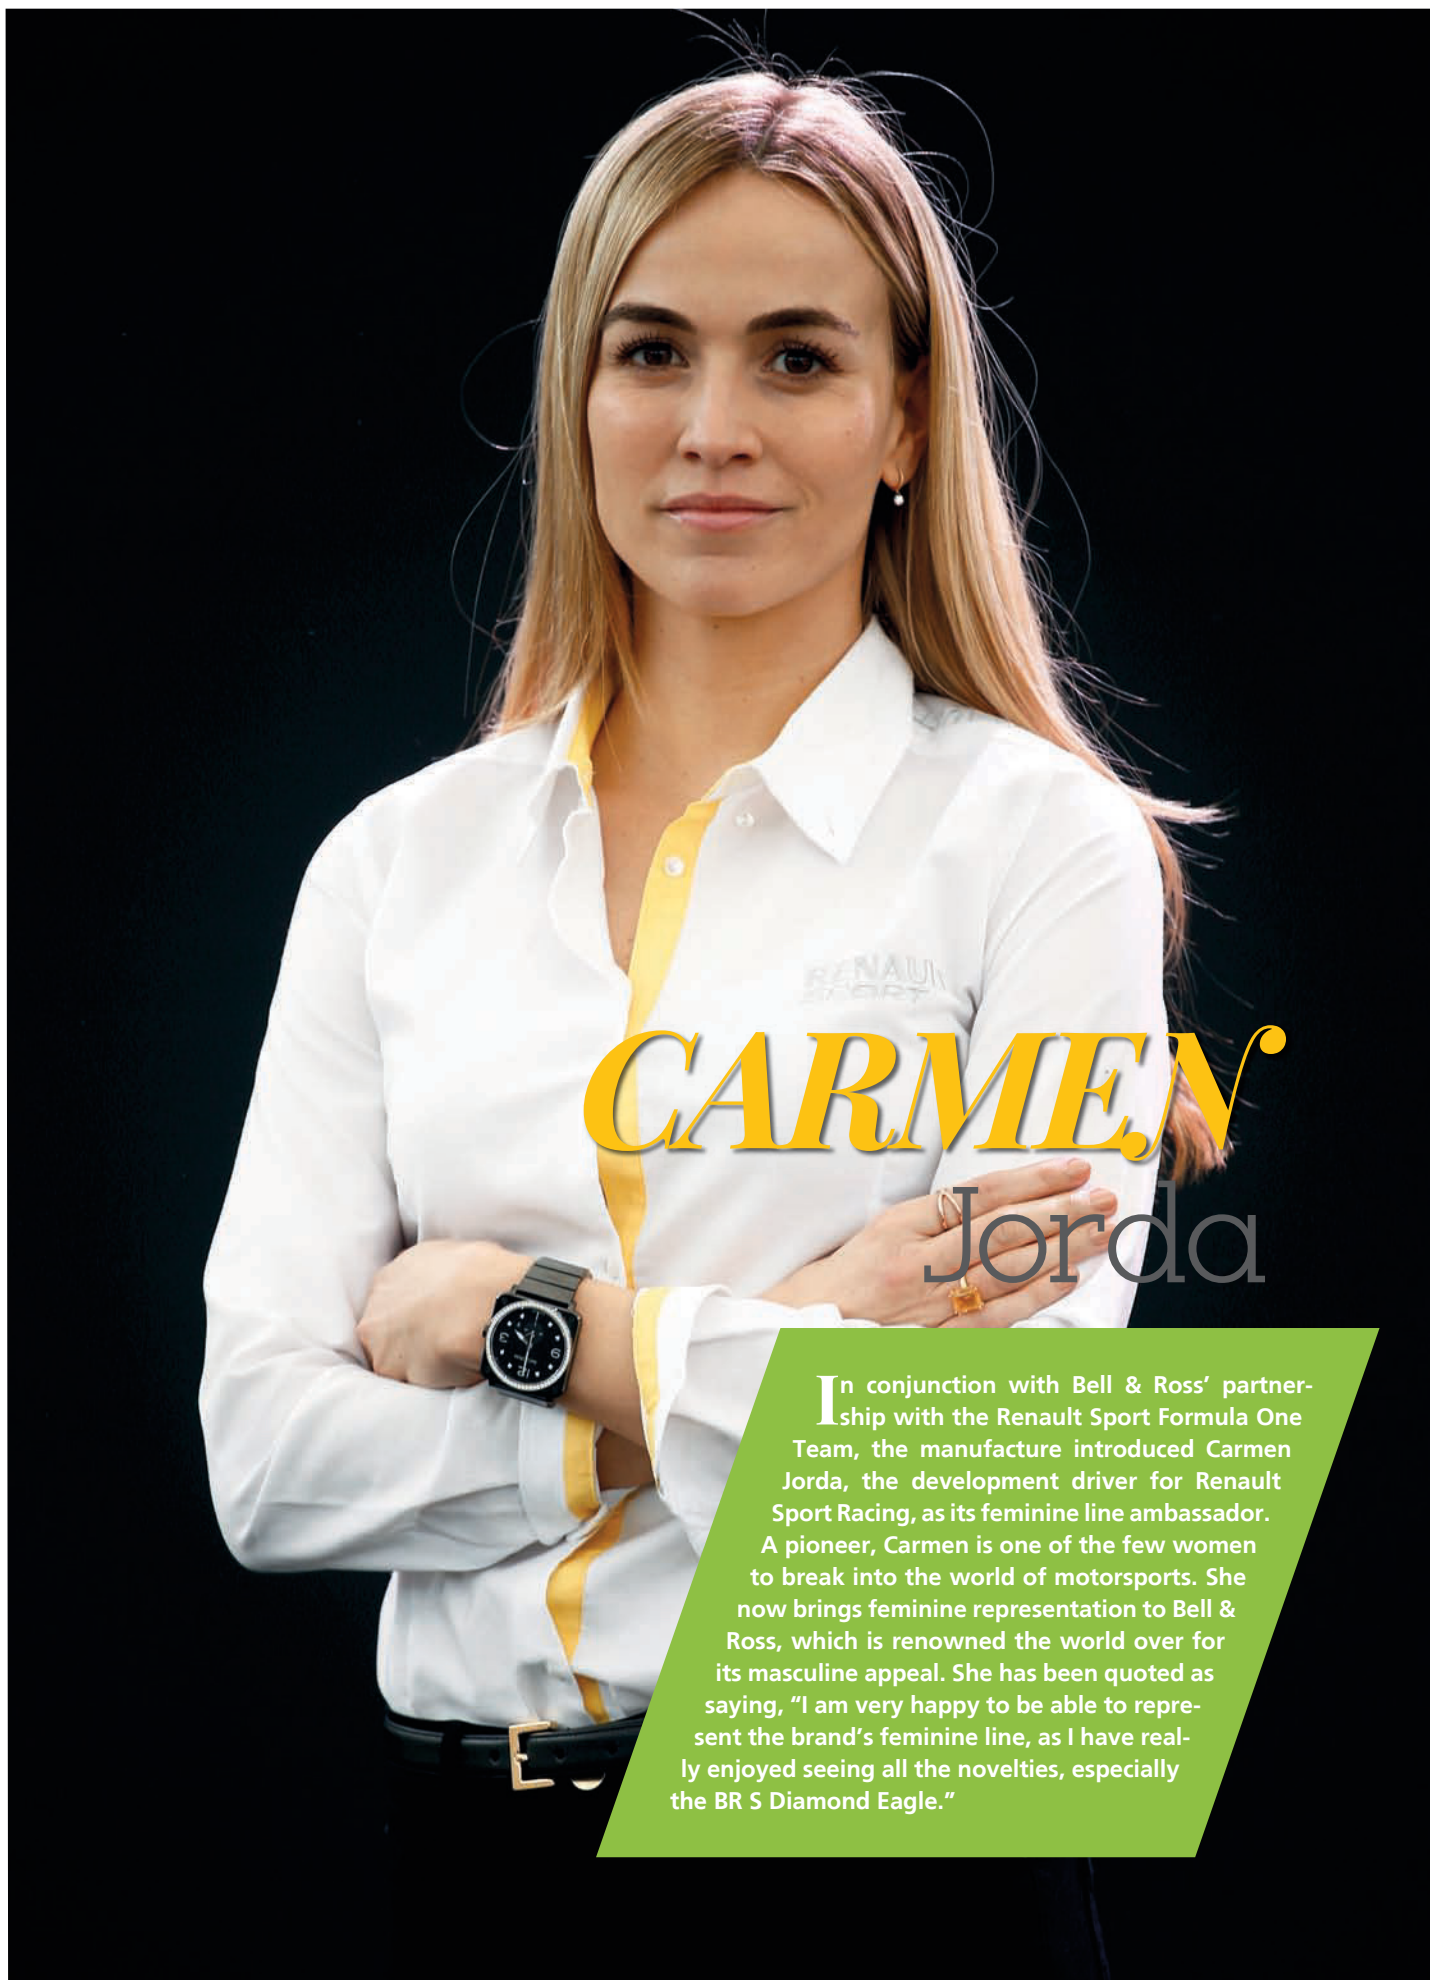 RENAULT
SPORT
CARMEN
Jorda
In conjunction with Bell & Ross’ partner-
ship with the Renault Sport Formula One
Team, the manufacture introduced Carmen
Jorda, the development driver for Renault
Sport Racing, as its feminine line ambassador.
A pioneer, Carmen is one of the few women
to break into the world of motorsports. She
now brings feminine representation to Bell &
Ross, which is renowned the world over for
its masculine appeal. She has been quoted as
saying, “I am very happy to be able to repre-
sent the brand’s feminine line, as I have real-
ly enjoyed seeing all the novelties, especially
the BR S Diamond Eagle.”
12
3
9